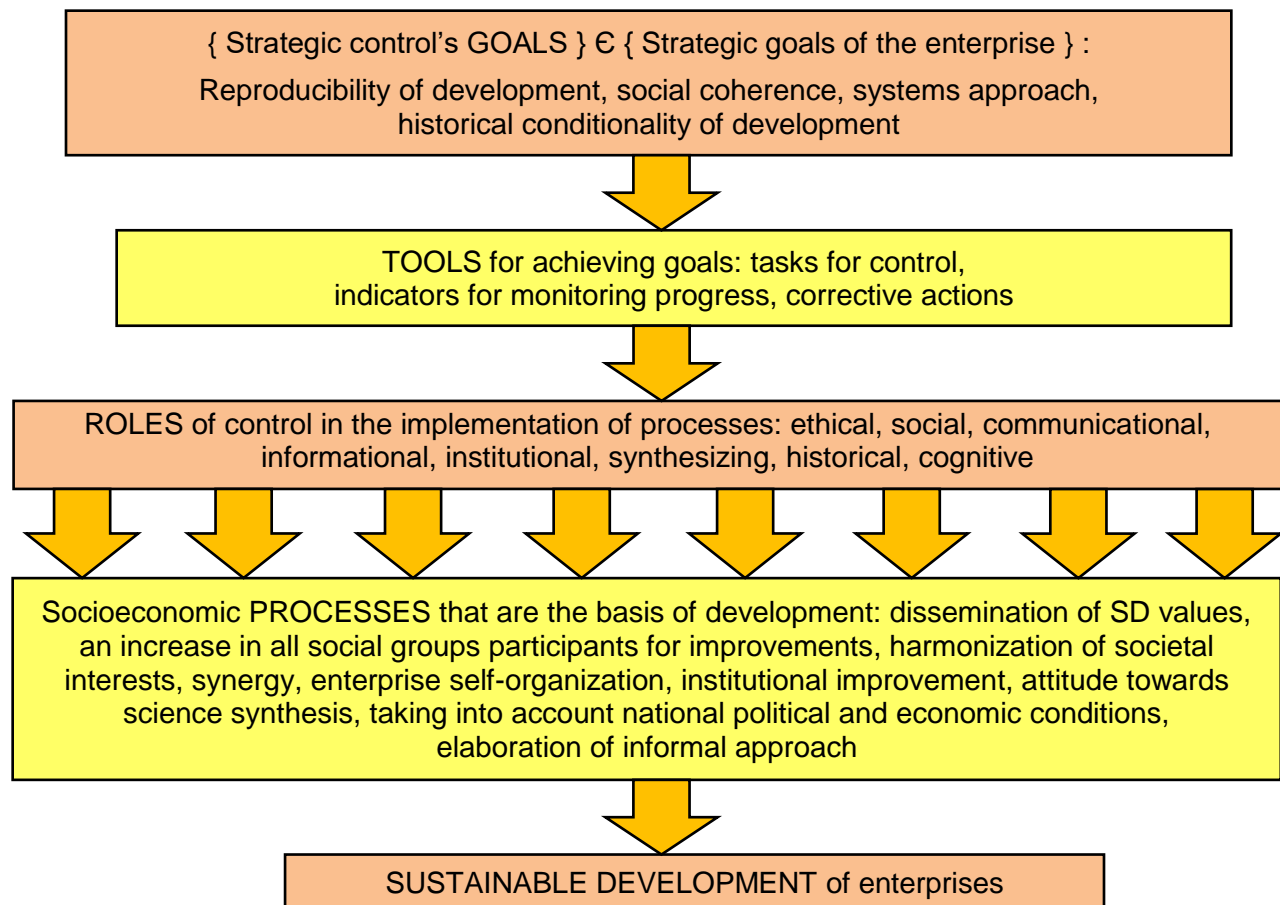 { Strategic control’s GOALS } Є { Strategic goals of the enterprise } :
Reproducibility of development, social coherence, systems approach,
historical conditionality of development
TOOLS for achieving goals: tasks for control,
indicators for monitoring progress, corrective actions
ROLES of control in the implementation of processes: ethical, social, communicational,
informational, institutional, synthesizing, historical, cognitive
Socioeconomic PROCESSES that are the basis of development: dissemination of SD values,
an increase in all social groups participants for improvements, harmonization of societal
interests, synergy, enterprise self-organization, institutional improvement, attitude towards
science synthesis, taking into account national political and economic conditions,
elaboration of informal approach
SUSTAINABLE DEVELOPMENT of enterprises